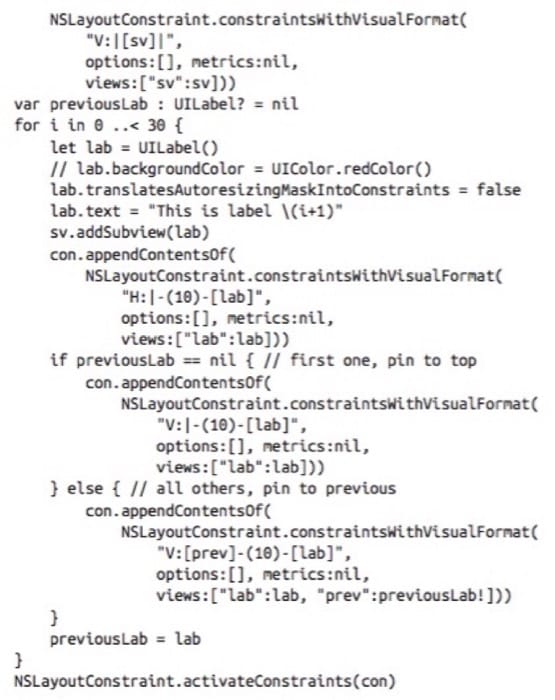 NSLayoutConstraint.constraintsWithVisualFormat(
        "V:|[sv]|",
        options:[], metrics:nil,
        views:["sv":sv]))
var previousLab : UILabel? = nil
for i in 0 ..< 30 {
    let lab = UILabel()
    // lab.backgroundColor = UIColor.redColor()
    lab.translatesAutoresizingMaskIntoConstraints = false
    lab.text = "This is label \(i+1)"
    sv.addSubview(lab)
    con.appendContentsOf(
        NSLayoutConstraint.constraintsWithVisualFormat(
            "H:|-(10)-[lab]",
            options:[], metrics:nil,
            views:["lab":lab]))
    if previousLab == nil { // first one, pin to top
        con.appendContentsOf(
            NSLayoutConstraint.constraintsWithVisualFormat(
                "V:|-(10)-[lab]",
                options:[], metrics:nil,
                views:["lab":lab]))
    } else { // all others, pin to previous
        con.appendContentsOf(
            NSLayoutConstraint.constraintsWithVisualFormat(
                "V:[prev]-(10)-[lab]",
                options:[], metrics:nil,
                views:["lab":lab, "prev":previousLab!]))
    }
    previousLab = lab
}
NSLayoutConstraint.activateConstraints(con)